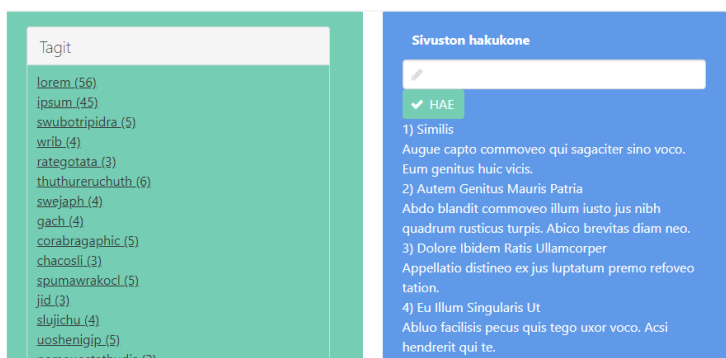 Tagit
lorem (56)
ipsum (45)
swubotripidra (5)
wrib (4)
rategotata (3)
thuthureruchuth (6)
swejaph (4)
gach (4)
corabragaphic (5)
chacosli (3)
spumawrakocl (5)
jid (3)
slujichu (4)
uoshenigip (5)
Sivuston hakukone
HAE
1) Similis
Augue capto commoveo qui sagaciter sino voco.
Eum genitus huic vicis.
2) Autem Genitus Mauris Patria
Abdo blandit commoveo illum iusto jus nibh
quadrum rusticus turpis. Abico brevitas diam neo.
3) Dolore Ibidem Ratis Ullamcorper
Appellatio distineo ex jus luptatum premo refoveo
tation.
4) Eu Illum Singularis Ut
Abluo facilisis pecus quis tego uxor voco. Acsi
hendrerit qui te.